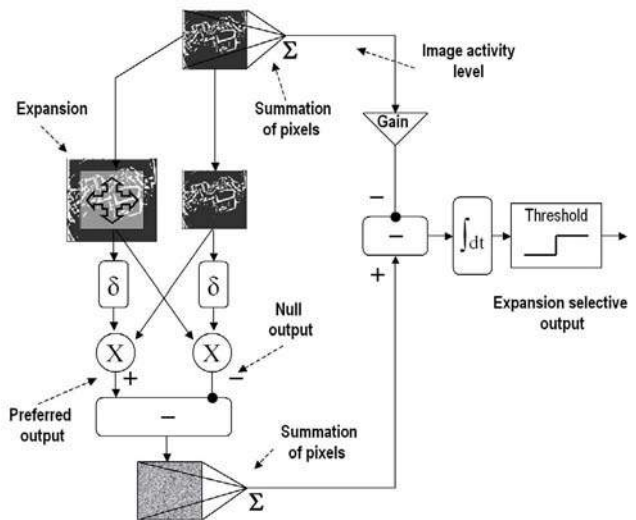 Σ
Image activity
level
Summation
of pixels
Expansion
Gain
−
−
+
∫dt
Threshold
Expansion selective
output
δ
δ
Null
output
X
X
+
−
Preferred
output
−
Summation
of pixels
Σ